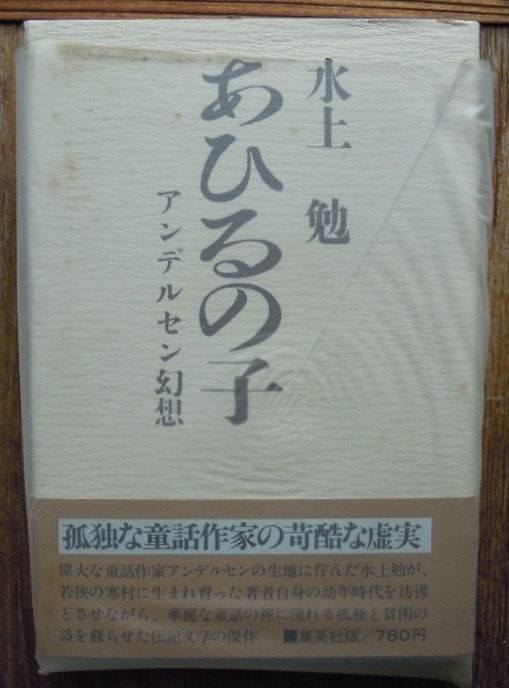 水上 勉
あひるの子
アンデルセン幻想
孤独な童話作家の苛酷な虚実
偉大な童話作家アンデルセンの生地に佇んだ水上勉が、
若狭の寒村に生まれ育った著者自身の幼年時代を彷彿
とさせながら、華麗な童話の裡に流れる孤独と貧困の
詩を蘇らせた伝記文学の傑作 ■集英社版/780円